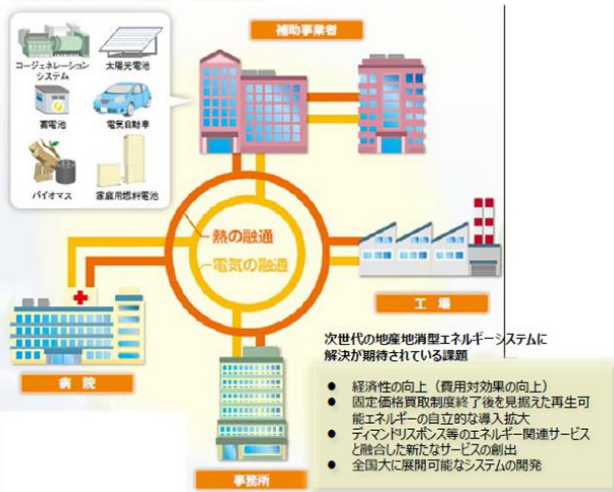 補助事業者
コージェネレーション
システム
太陽光電池
蓄電池
電気自動車
バイオマス
家庭用燃料電池
熱の融通
電気の融通
工場
病院
事務所
次世代の地産地消型エネルギーシステムに
解決が期待されている課題
● 経済性の向上（費用対効果の向上）
● 固定価格買取制度終了後を見据えた再生可
能エネルギーの自立的な導入拡大
● ディマンドリスポンス等のエネルギー関連サービス
と融合した新たなサービスの創出
● 全国大に展開可能なシステムの開発